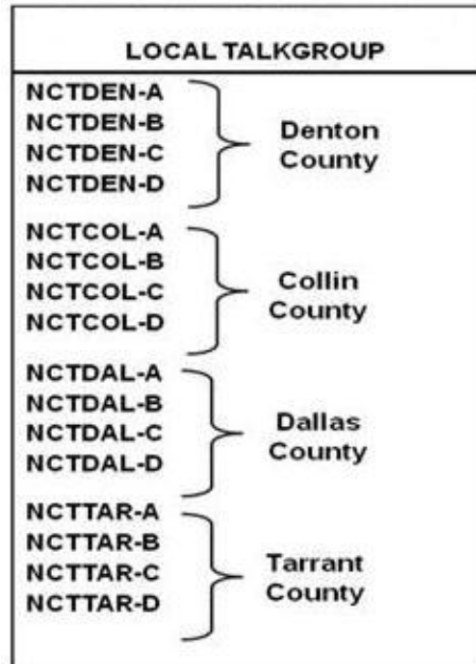 LOCAL TALKGROUP
NCTDEN-A
NCTDEN-B
NCTDEN-C
NCTDEN-D
Denton
County
NCTCOL-A
NCTCOL-B
NCTCOL-C
NCTCOL-D
Collin
County
NCTDAL-A
NCTDAL-B
NCTDAL-C
NCTDAL-D
Dallas
County
NCTTAR-A
NCTTAR-B
NCTTAR-C
NCTTAR-D
Tarrant
County